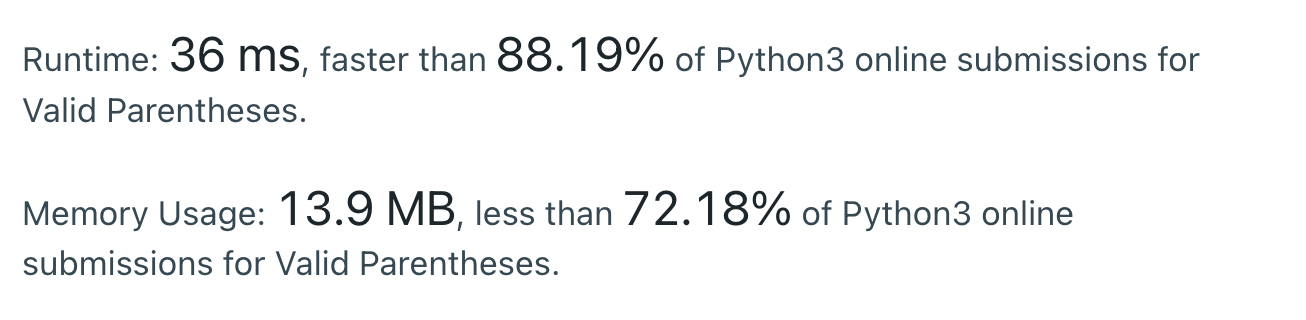 Runtime: 36 ms, faster than 88.19% of Python3 online submissions for
Valid Parentheses.
Memory Usage: 13.9 MB, less than 72.18% of Python3 online
submissions for Valid Parentheses.